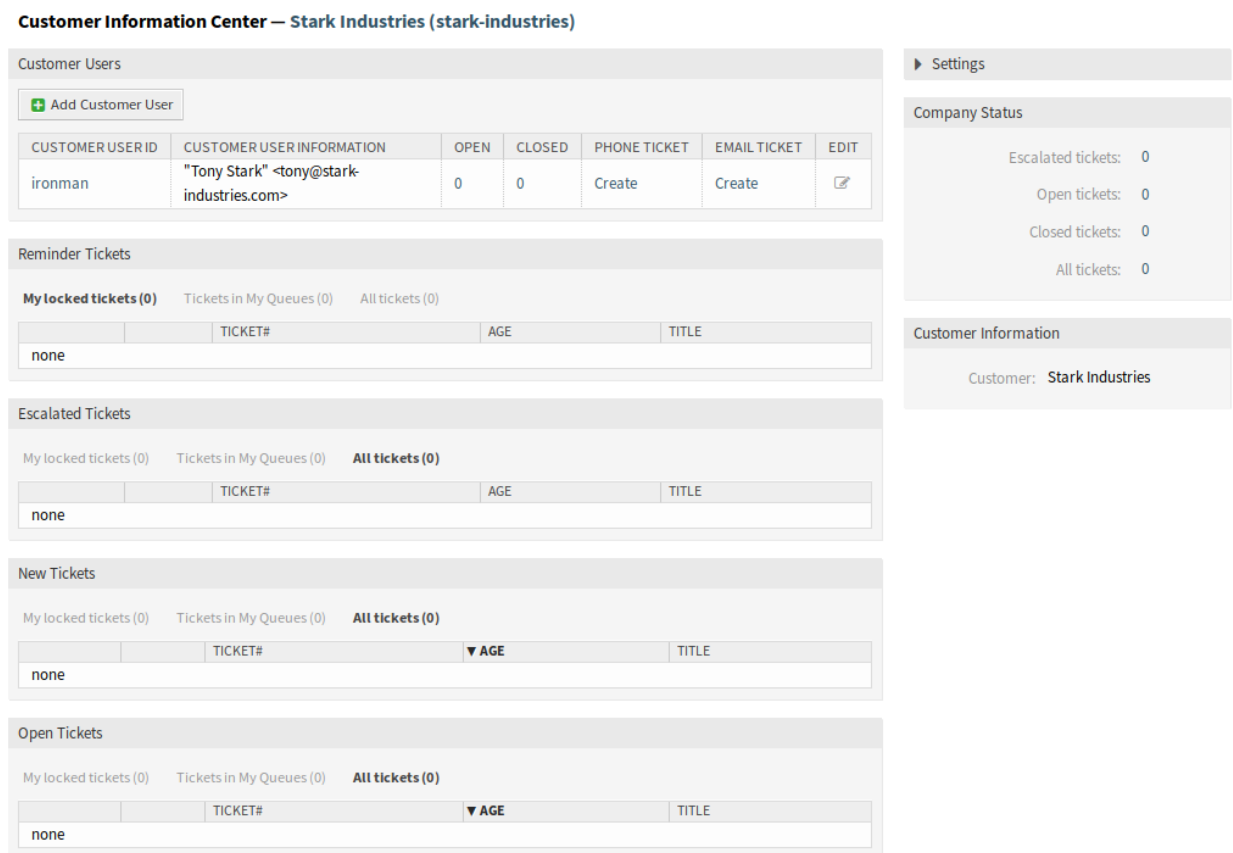 Customer Information Center — Stark Industries (stark-industries)
Customer Users
Add Customer User
CUSTOMER USER ID CUSTOMER USER INFORMATION OPEN CLOSED PHONE TICKET EMAIL TICKET EDIT
ironman "Tony Stark" <tony@stark-industries.com> 0 0 Create Create
Reminder Tickets
My locked tickets (0) Tickets in My Queues (0) All tickets (0)
TICKET# AGE TITLE
none
Escalated Tickets
My locked tickets (0) Tickets in My Queues (0) All tickets (0)
TICKET# AGE TITLE
none
New Tickets
My locked tickets (0) Tickets in My Queues (0) All tickets (0)
TICKET# ▼ AGE TITLE
none
Open Tickets
My locked tickets (0) Tickets in My Queues (0) All tickets (0)
TICKET# ▼ AGE TITLE
none
Settings
Company Status
Escalated tickets: 0
Open tickets: 0
Closed tickets: 0
All tickets: 0
Customer Information
Customer: Stark Industries